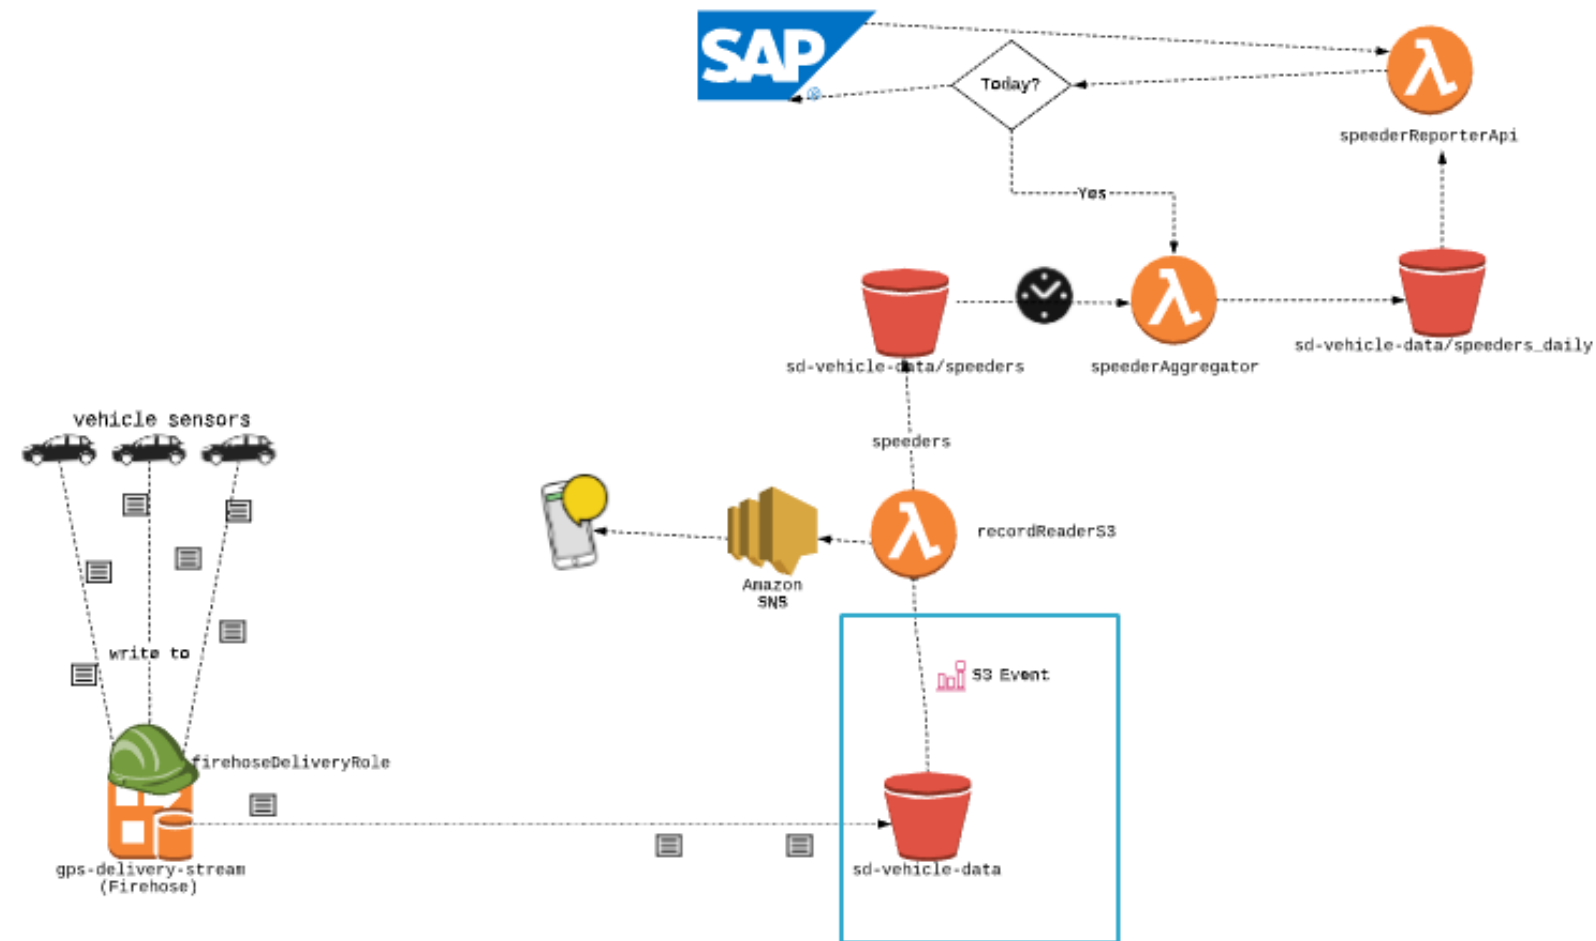 SAP
®
Today?
speederReporterApi
Yes
sd-vehicle-data/speeders
speederAggregator
sd-vehicle-data/speeders_daily
vehicle sensors
speeders
recordReaderS3
Amazon
SNS
write to
S3 Event
firehoseDeliveryRole
gps-delivery-stream
(Firehose)
sd-vehicle-data